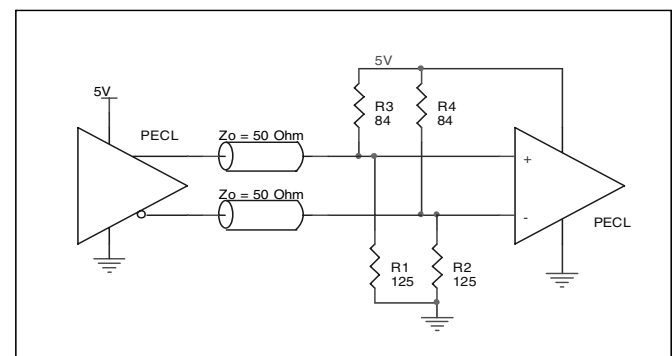 5V
5V
R3
84
R4
84
PECL
Zo = 50 Ohm
+
Zo = 50 Ohm
-
PECL
R1
125
R2
125